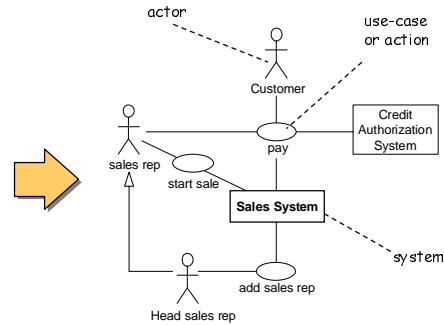 actor
use-case
or action
Customer
Credit
Authorization
System
sales rep
pay
start sale
Sales System
system
add sales rep
Head sales rep